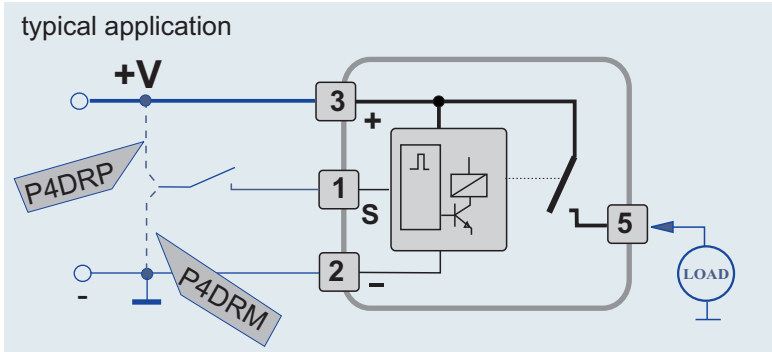 typical application
+V
3
+
P4DRP
1
S
5
2
-
-
P4DRM
LOAD